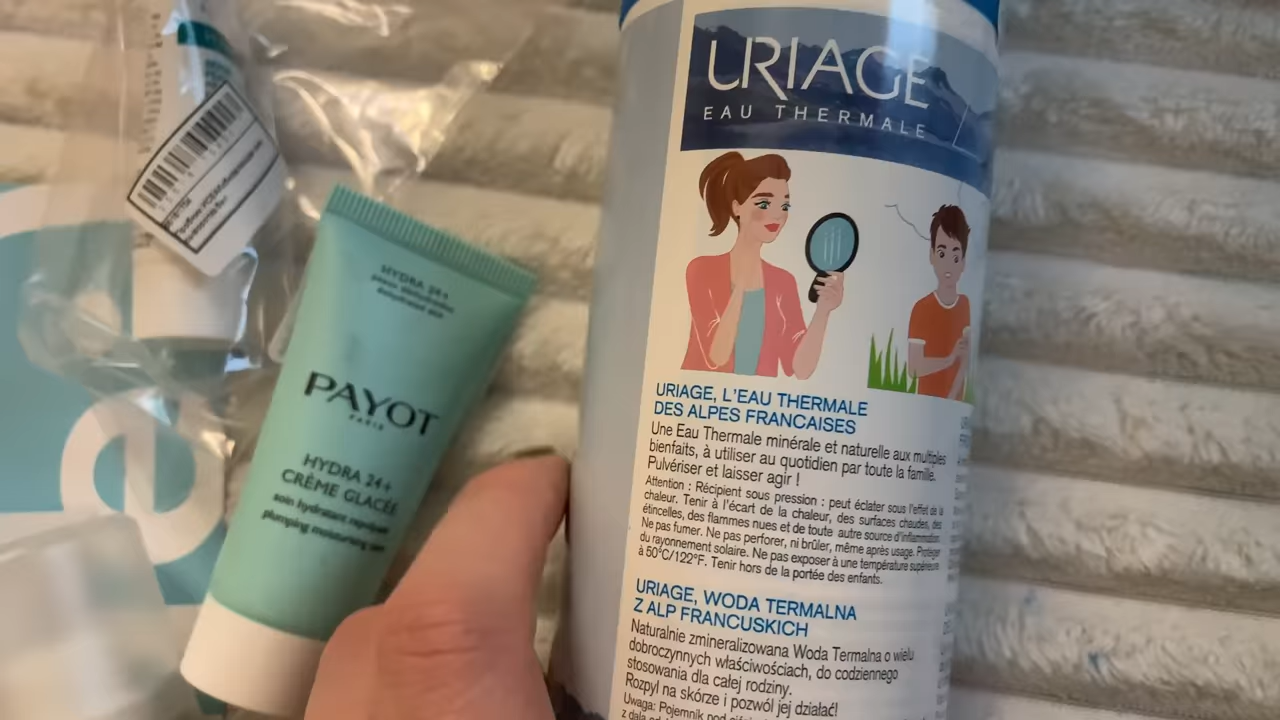 HYDRA 24+
PAYOT
PARIS
HYDRA 24+
CRÈME GLACÉE
soin hydratant repulpant
plumping moisturising care
URIAGE
EAU THERMALE
URIAGE, L'EAU THERMALE
DES ALPES FRANCAISES
Une Eau Thermale minérale et naturelle aux multiples
bienfaits, à utiliser au quotidien par toute la famille.
Pulvériser et laisser agir !
Attention : Récipient sous pression : peut éclater sous l'effet de la
chaleur. Tenir à l'écart de la chaleur, des surfaces chaudes, des
étincelles, des flammes nues et de toute autre source d'inflammation.
Ne pas fumer. Ne pas perforer, ni brûler, même après usage. Protéger
du rayonnement solaire. Ne pas exposer à une température supérieure
à 50°C/122°F. Tenir hors de la portée des enfants.
URIAGE, WODA TERMALNA
Z ALP FRANCUSKICH
Naturalnie zmineralizowana Woda Termalna o wielu
dobroczynnych właściwościach, do codziennego
stosowania dla całej rodziny.
Rozpyl na skórze i pozwól jej działać!
Uwaga: Pojemnik pod